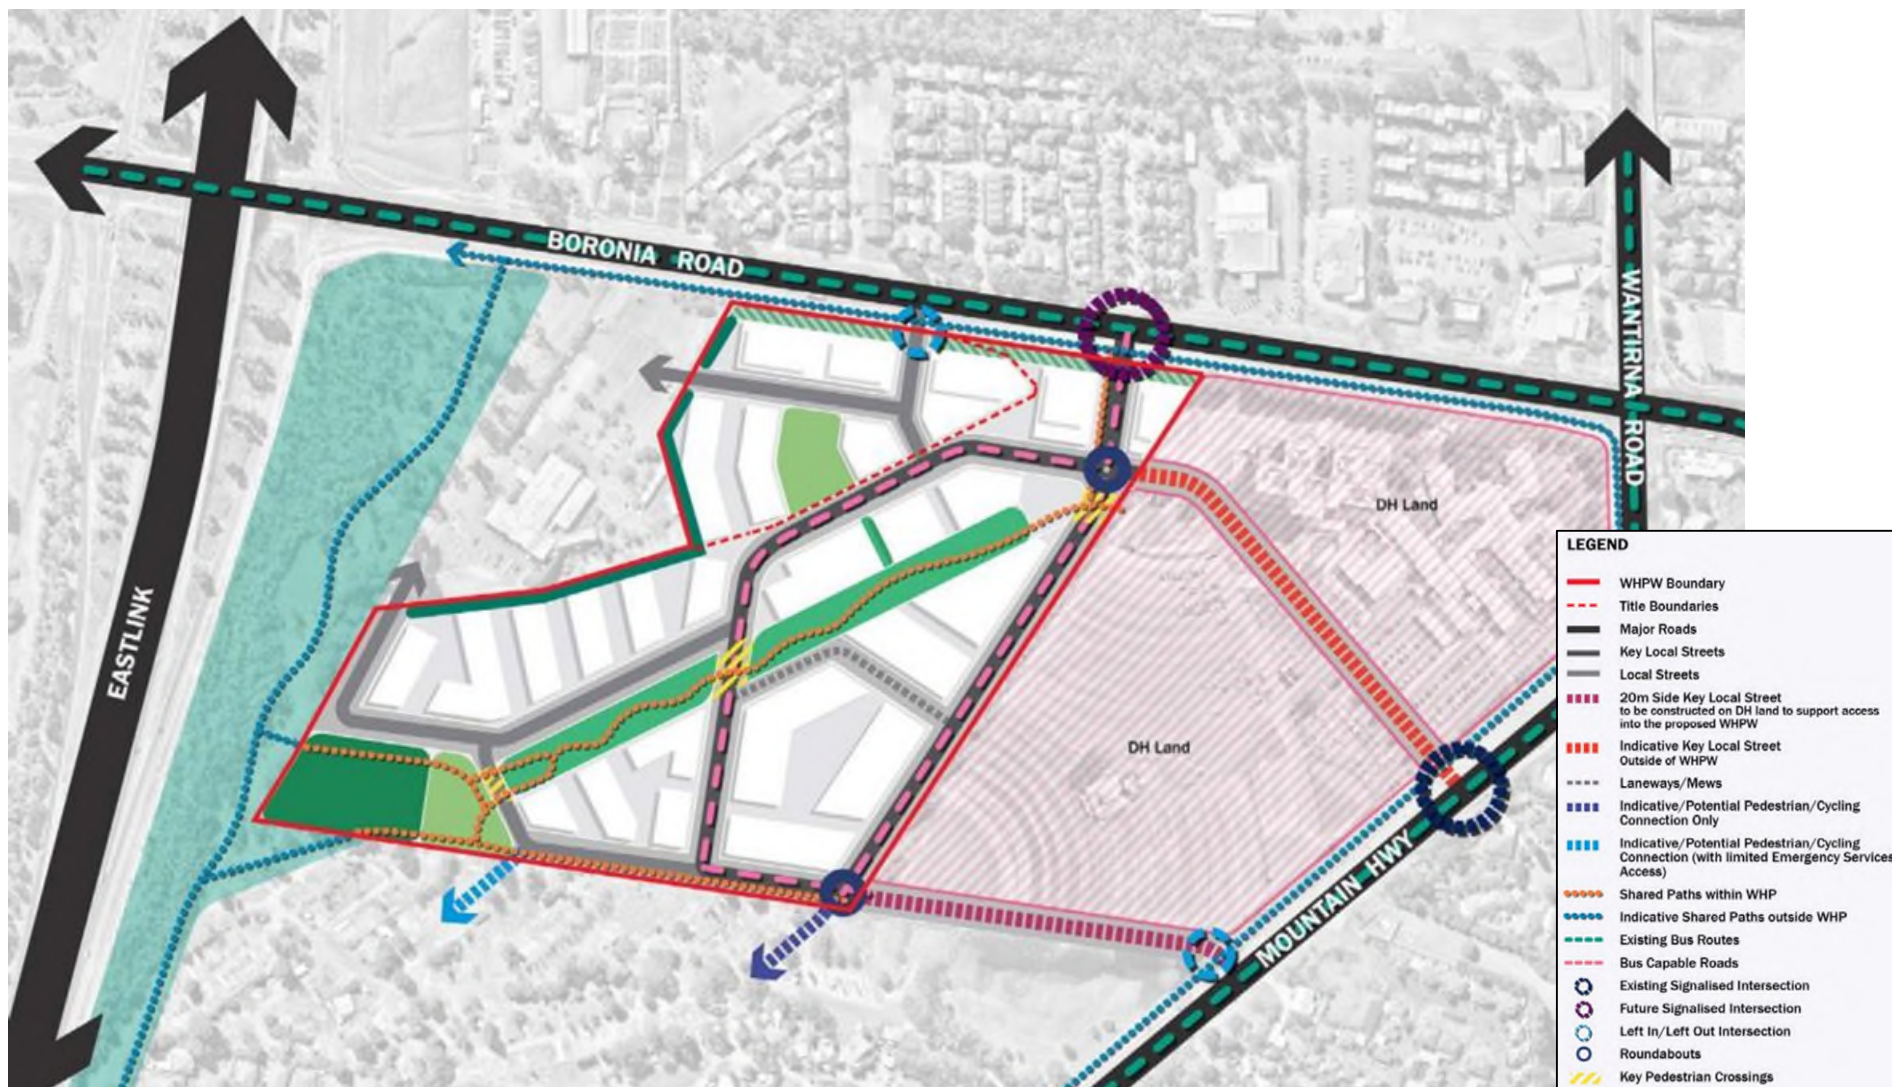 BORONIA ROAD
WANTIRNA ROAD
EASTLINK
DH Land
DH Land
MOUNTAIN HWY
LEGEND
WHPW Boundary
Title Boundaries
Major Roads
Key Local Streets
Local Streets
20m Side Key Local Street
to be constructed on DH land to support access
into the proposed WHPW
Indicative Key Local Street
Outside of WHPW
Laneways/Mews
Indicative/Potential Pedestrian/Cycling
Connection Only
Indicative/Potential Pedestrian/Cycling
Connection (with limited Emergency Services
Access)
Shared Paths within WHP
Indicative Shared Paths outside WHP
Existing Bus Routes
Bus Capable Roads
Existing Signalised Intersection
Future Signalised Intersection
Left In/Left Out Intersection
Roundabouts
Key Pedestrian Crossings